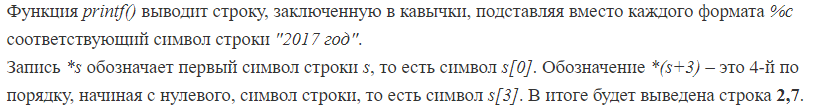 Функция printf() выводит строку, заключенную в кавычки, подставляя вместо каждого формата %c
соответствующий символ строки "2017 год".
Запись *s обозначает первый символ строки s, то есть символ s[0]. Обозначение *(s+3) – это 4-й по
порядку, начиная с нулевого, символ строки, то есть символ s[3]. В итоге будет выведена строка 2,7.